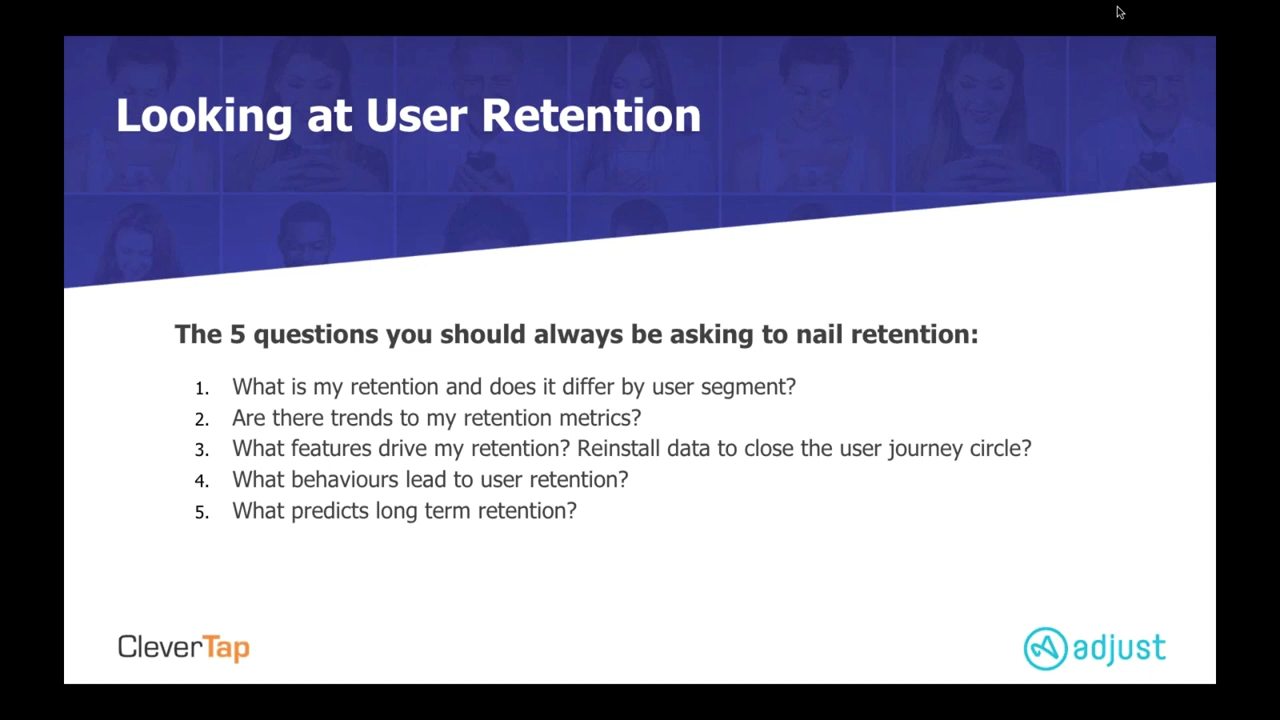 Looking at User Retention
The 5 questions you should always be asking to nail retention:
1. What is my retention and does it differ by user segment?
2. Are there trends to my retention metrics?
3. What features drive my retention? Reinstall data to close the user journey circle?
4. What behaviours lead to user retention?
5. What predicts long term retention?
CleverTap
adjust